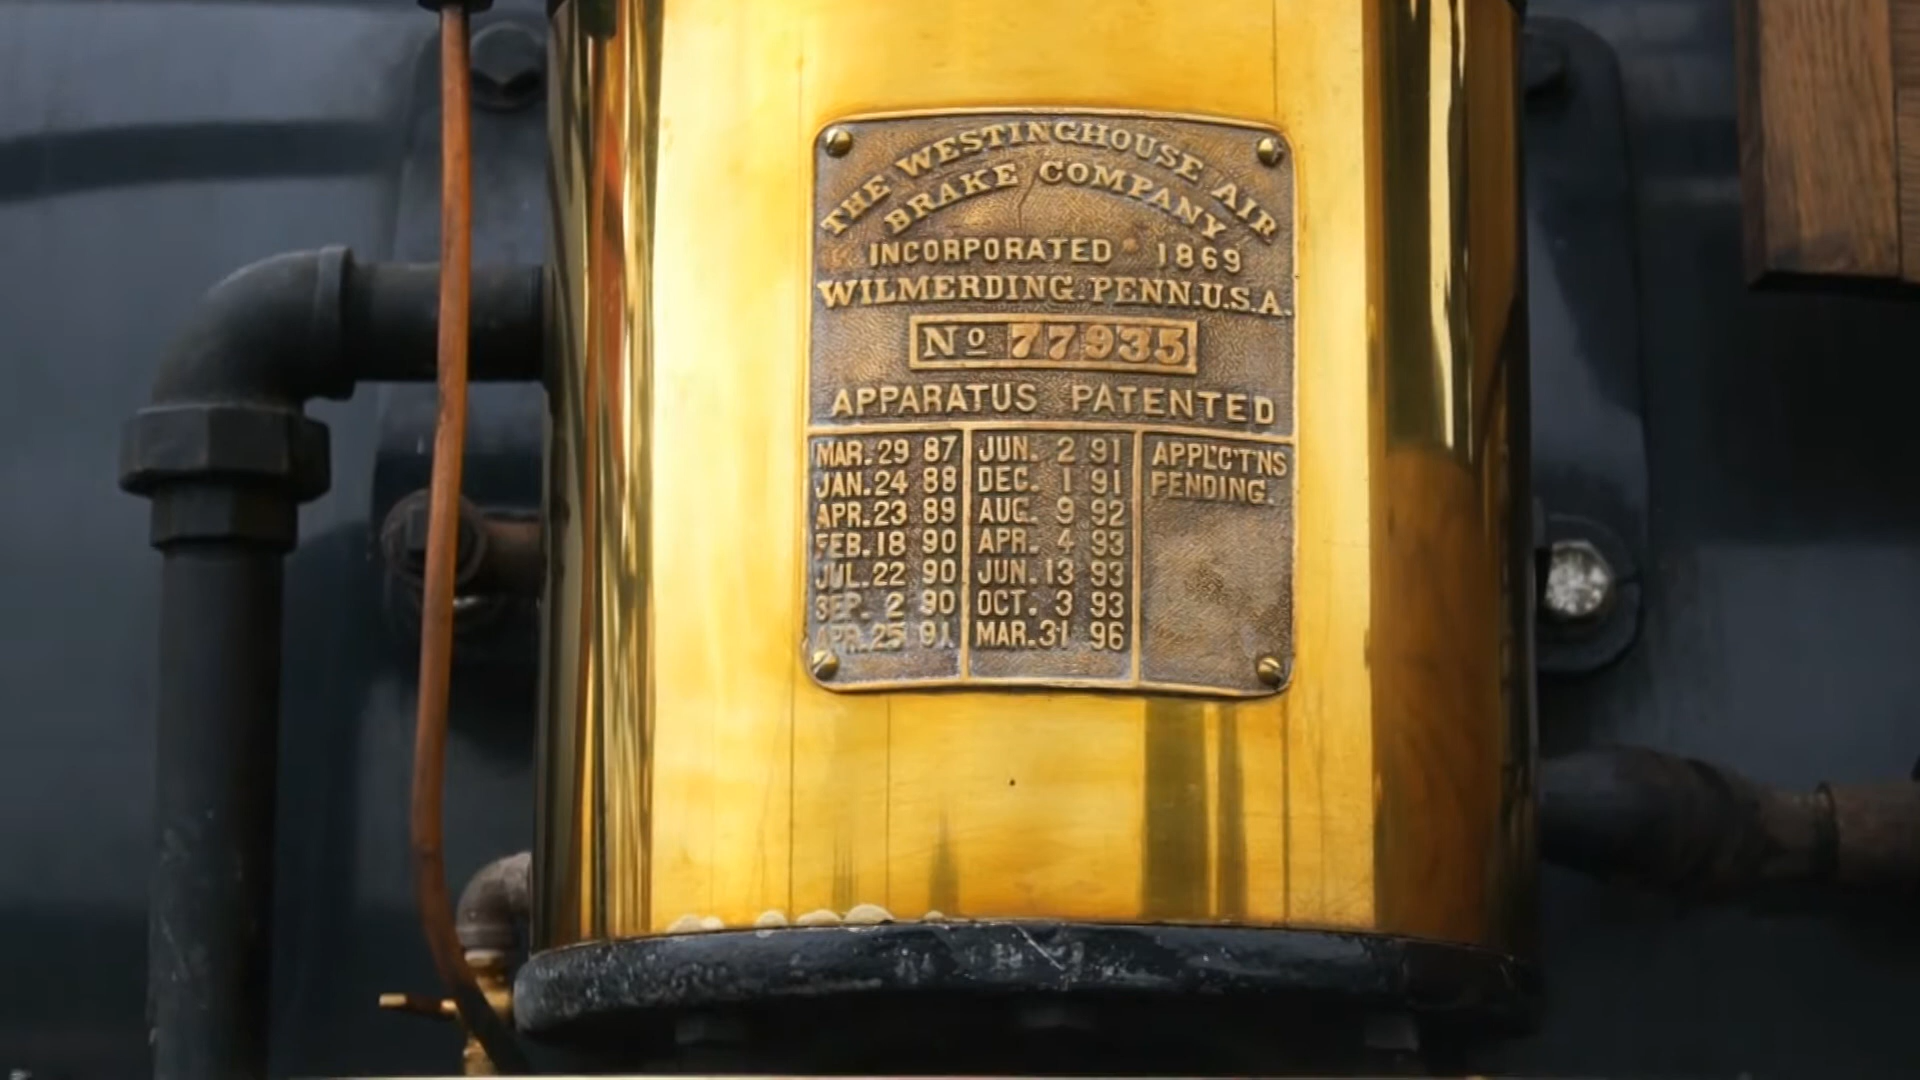 THE WESTINGHOUSE AIR
BRAKE COMPANY
INCORPORATED 1869
WILMERDING.PENN.U.S.A.
No 77935
APPARATUS PATENTED
MAR.29 87
JAN.24 88
APR.23 89
FEB.18 90
JUL.22 90
SEP. 2 90
APR.25 91
JUN. 2 91
DEC. 1 91
AUG. 9 92
APR. 4 93
JUN.13 93
OCT. 3 93
MAR.31 96
APPL'C'T'NS
PENDING.